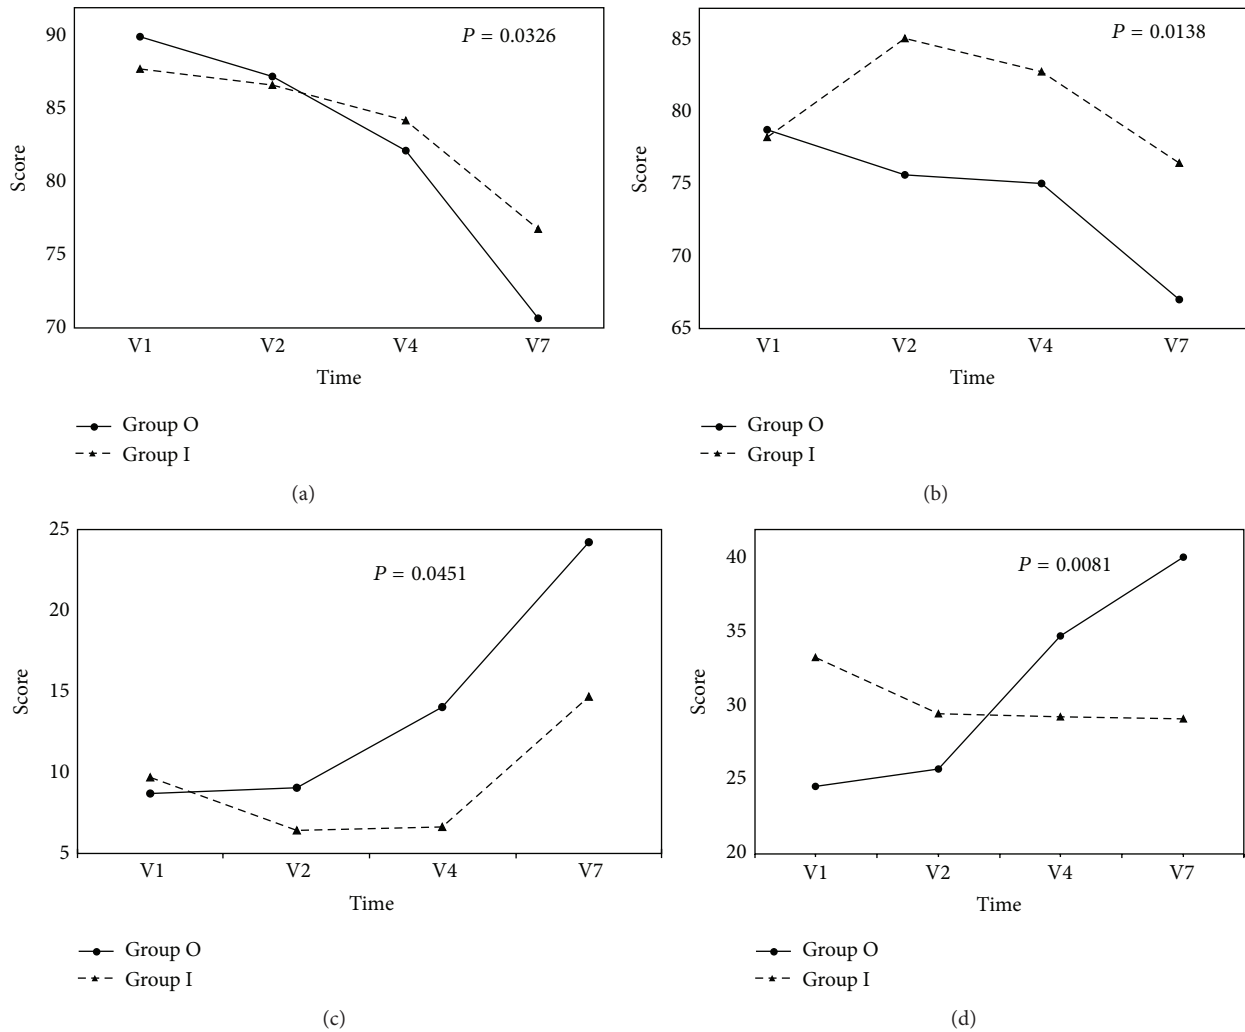 90
85
80
75
70
Score
P = 0.0326
V1 V2 V4 V7
Time
Group O
Group I
(a)
85
80
75
70
65
Score
P = 0.0138
V1 V2 V4 V7
Time
Group O
Group I
(b)
25
20
15
10
5
Score
P = 0.0451
V1 V2 V4 V7
Time
Group O
Group I
(c)
40
35
30
25
20
Score
P = 0.0081
V1 V2 V4 V7
Time
Group O
Group I
(d)